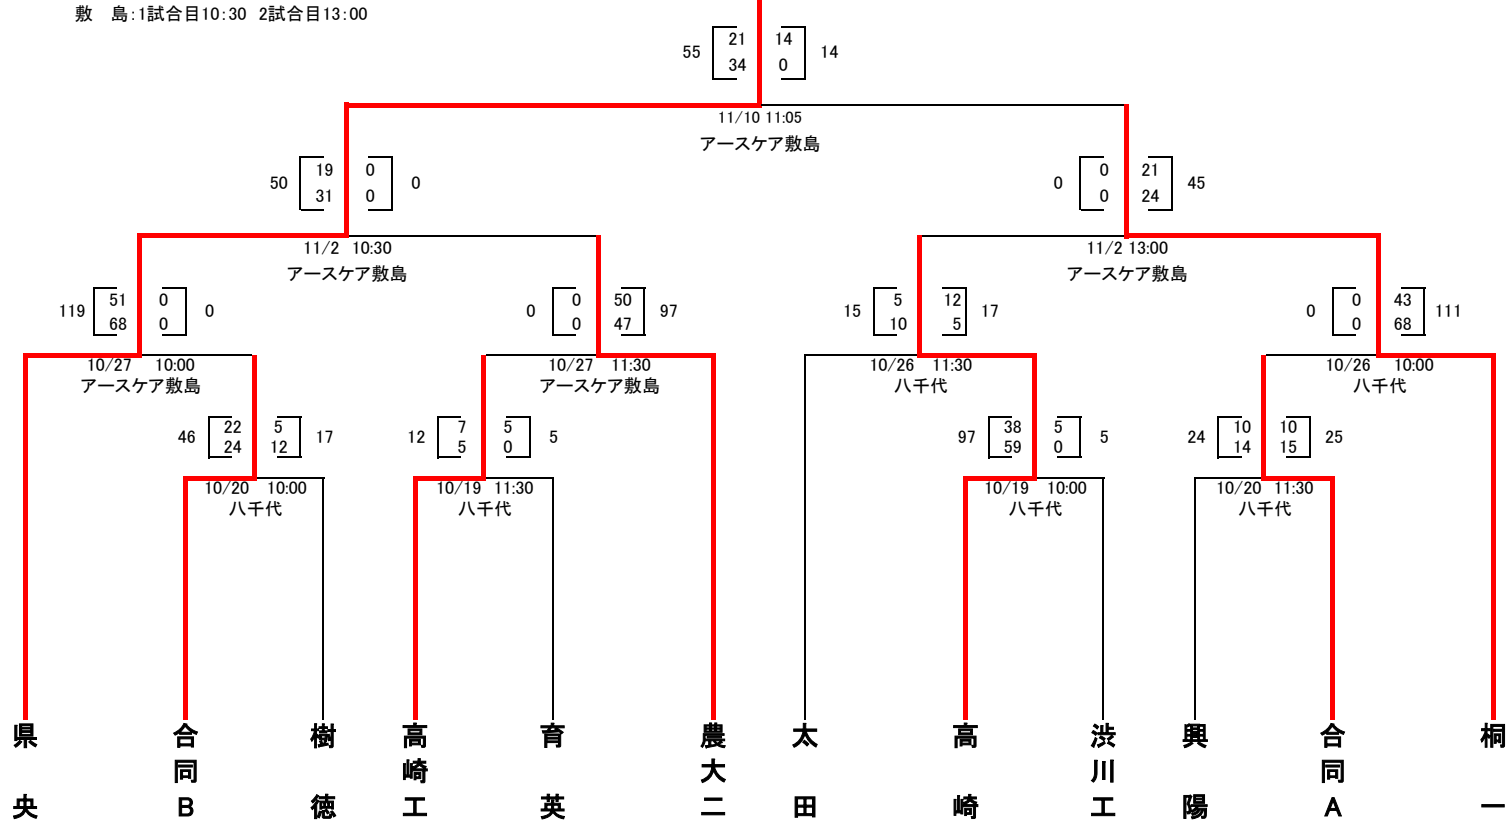 敷　島：1試合目10：30　2試合目13：00
55 21 14 14
34 0
11/10 11:05
アースケア敷島
50 19 0 0
31 0
0 0 21 45
0 24
11/2 10:30
アースケア敷島
11/2 13:00
アースケア敷島
119 51 0 0
68 0
0 0 50 97
0 47
15 5 12 17
10 5
0 0 43 111
0 68
10/27 10:00
アースケア敷島
10/27 11:30
アースケア敷島
10/26 11:30
八千代
10/26 10:00
八千代
46 22 5 17
24 12
12 7 5 5
5 0
97 38 5 5
59 0
24 10 10 25
14 15
10/20 10:00
八千代
10/19 11:30
八千代
10/19 10:00
八千代
10/20 11:30
八千代
県央
合同B
樹徳
高崎工
育英
農大二
太田
高崎
渋川工
興陽
合同A
桐一